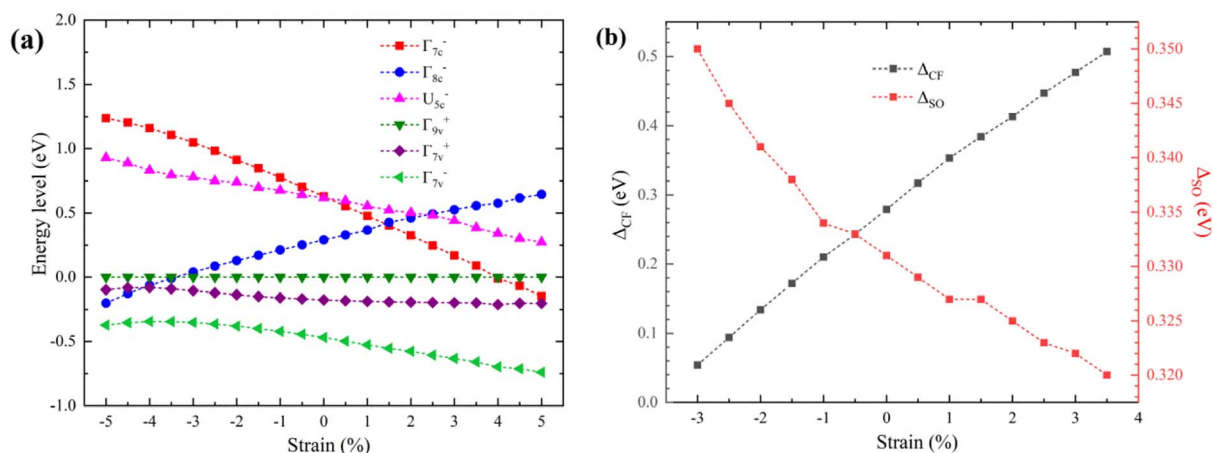 (a)
2.0
1.5
1.0
0.5
0.0
-0.5
-1.0
Energy level (eV)
Γ7c-
Γ8c-
U5c-
Γ9v+
Γ7v+
Γ7v-
-5 -4 -3 -2 -1 0 1 2 3 4 5
Strain (%)
(b)
0.5
0.4
0.3
0.2
0.1
0.0
ΔCF (eV)
ΔCF
ΔSO
0.350
0.345
0.340
0.335
0.330
0.325
0.320
ΔSO (eV)
-3 -2 -1 0 1 2 3 4
Strain (%)